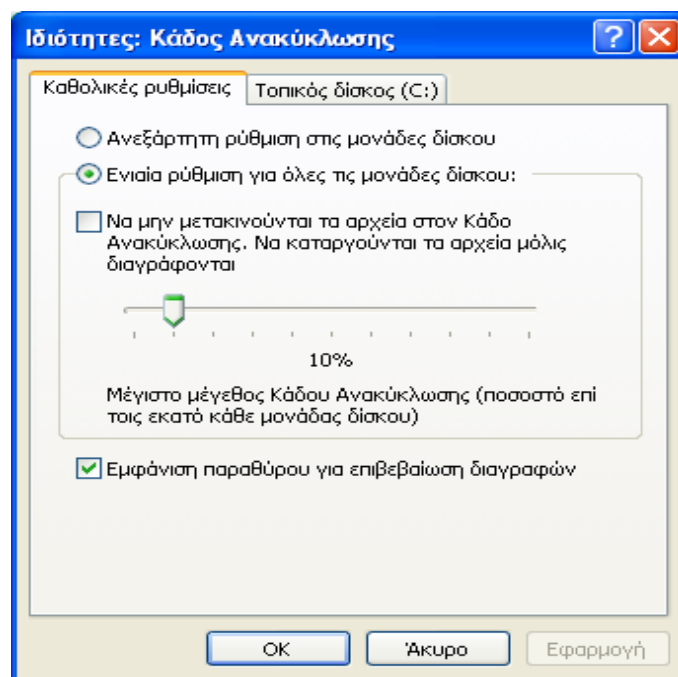 Ιδιότητες: Κάδος Ανακύκλωσης
Καθολικές ρυθμίσεις
Τοπικός δίσκος (C:)
Ανεξάρτητη ρύθμιση στις μονάδες δίσκου
Ενιαία ρύθμιση για όλες τις μονάδες δίσκου:
Να μην μετακινούνται τα αρχεία στον Κάδο
Ανακύκλωσης. Να καταργούνται τα αρχεία μόλις
διαγράφονται
10%
Μέγιστο μέγεθος Κάδου Ανακύκλωσης (ποσοστό επί
τοις εκατό κάθε μονάδας δίσκου)
Εμφάνιση παραθύρου για επιβεβαίωση διαγραφών
OK
Άκυρο
Εφαρμογή